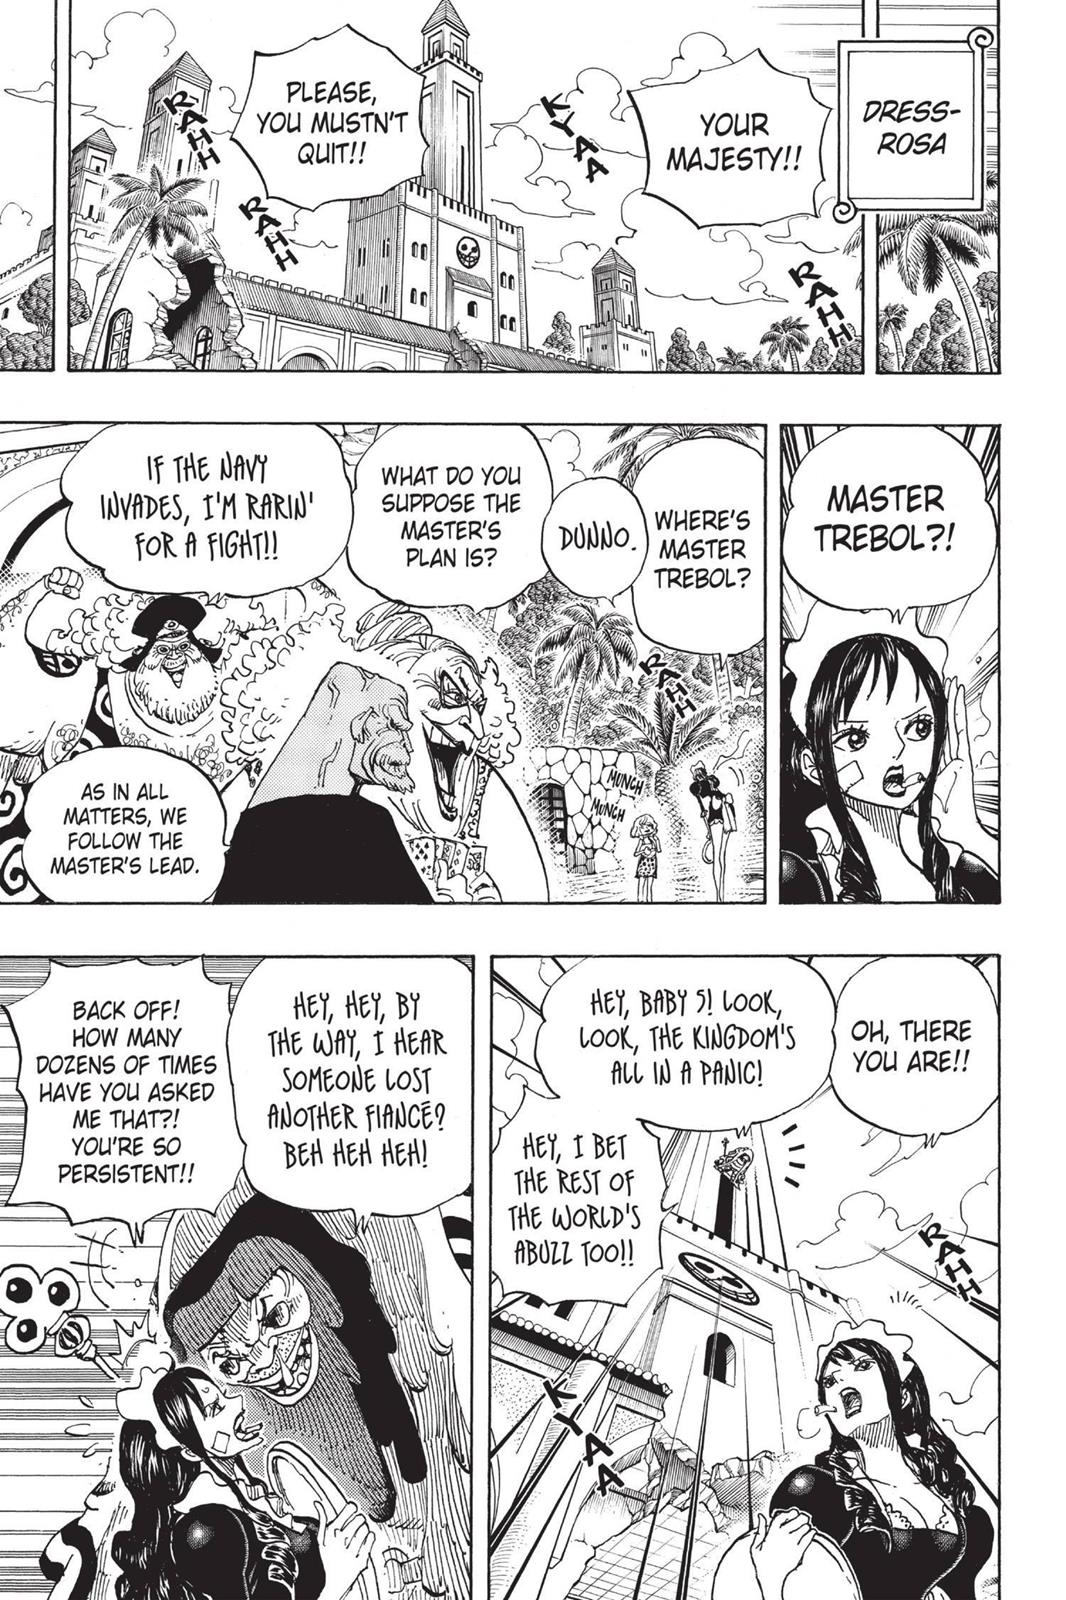 DRESS-
ROSA
YOUR
MAJESTY!!
KYAA
PLEASE,
YOU MUSTN'T
QUIT!!
RAHH
RAHH
RAHH
MASTER
TREBOL?!
WHERE'S
MASTER
TREBOL?
DUNNO.
WHAT DO YOU
SUPPOSE THE
MASTER'S
PLAN IS?
IF THE NAVY
INVADES, I'M RARIN'
FOR A FIGHT!!
RAHH
MUNCH
MUNCH
AS IN ALL
MATTERS, WE
FOLLOW THE
MASTER'S LEAD.
OH, THERE
YOU ARE!!
HEY, BABY 5! LOOK,
LOOK, THE KINGDOM'S
ALL IN A PANIC!
HEY, I BET
THE REST OF
THE WORLD'S
ABUZZ TOO!!
RAHH
KYAA
HEY, HEY, BY
THE WAY, I HEAR
SOMEONE LOST
ANOTHER FIANCÉ?
BEH HEH HEH!
BACK OFF!
HOW MANY
DOZENS OF TIMES
HAVE YOU ASKED
ME THAT?!
YOU'RE SO
PERSISTENT!!